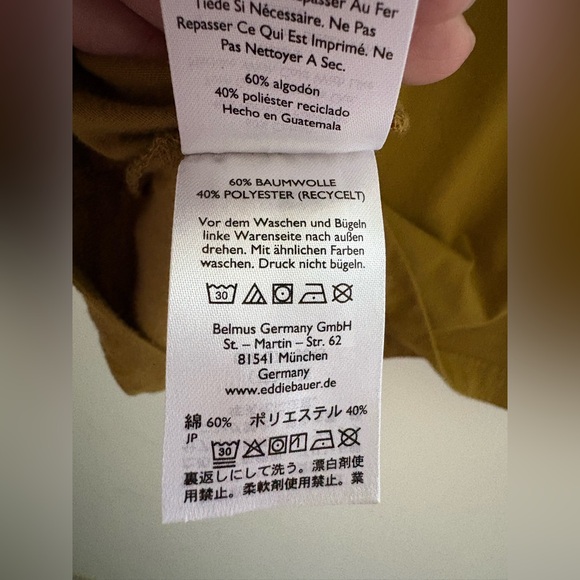 Au Fer
Tiède Si Nécessaire. Ne Pas
Repasser Ce Qui Est Imprimé. Ne
Pas Nettoyer A Sec.
60% algodón
40% poliéster reciclado
Hecho en Guatemala
60% BAUMWOLLE
40% POLYESTER (RECYCELT)
Vor dem Waschen und Bügeln
linke Warenseite nach außen
drehen. Mit ähnlichen Farben
waschen. Druck nicht bügeln.
30
Belmus Germany GmbH
St. – Martin – Str. 62
81541 München
Germany
www.eddiebauer.de
綿 60% ポリエステル 40%
JP
30
裏返しにして洗う。漂白剤使
用禁止。柔軟剤使用禁止。業